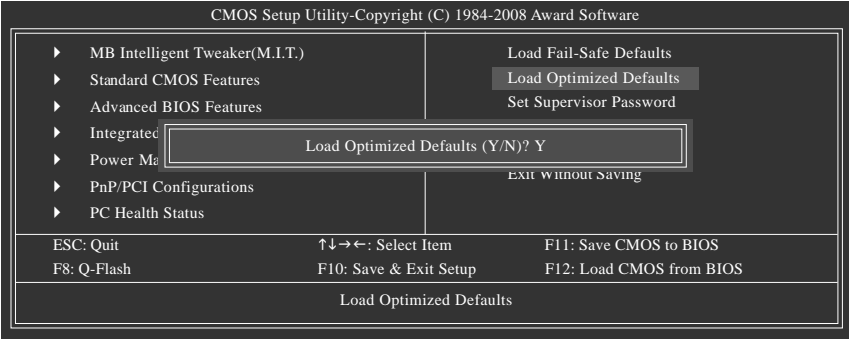 CMOS Setup Utility-Copyright (C) 1984-2008 Award Software
MB Intelligent Tweaker(M.I.T.)
Standard CMOS Features
Advanced BIOS Features
Integrated
Power Ma
PnP/PCI Configurations
PC Health Status
Load Fail-Safe Defaults
Load Optimized Defaults
Set Supervisor Password
Exit Without Saving
Load Optimized Defaults (Y/N)? Y
ESC: Quit
↑↓→←: Select Item
F11: Save CMOS to BIOS
F8: Q-Flash
F10: Save & Exit Setup
F12: Load CMOS from BIOS
Load Optimized Defaults